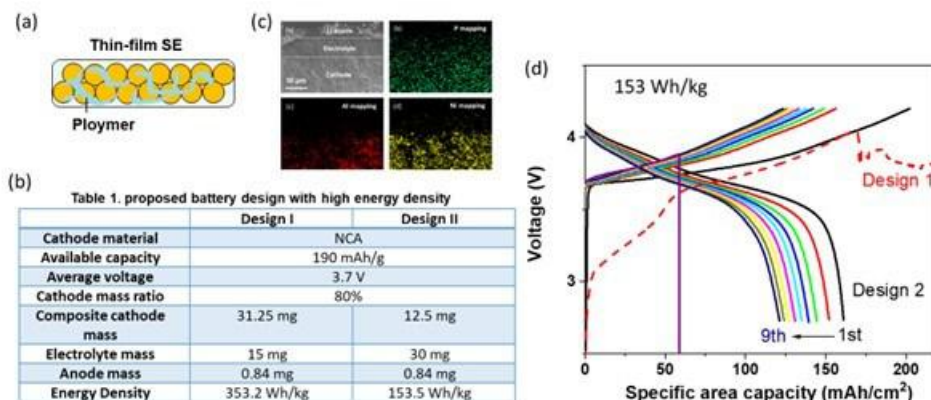 (a)
Thin-film SE
Ploymer
(c)
Electrolyte
Cathode
P mapping
Al mapping
Ni mapping
(b)
Table 1. proposed battery design with high energy density
Design I Design II
Cathode material NCA
Available capacity 190 mAh/g
Average voltage 3.7 V
Cathode mass ratio 80%
Composite cathode mass 31.25 mg 12.5 mg
Electrolyte mass 15 mg 30 mg
Anode mass 0.84 mg 0.84 mg
Energy Density 353.2 Wh/kg 153.5 Wh/kg
(d)
153 Wh/kg
Design 1
Design 2
9th 1st
Voltage (V)
4
3
0 50 100 150 200
Specific area capacity (mAh/cm²)